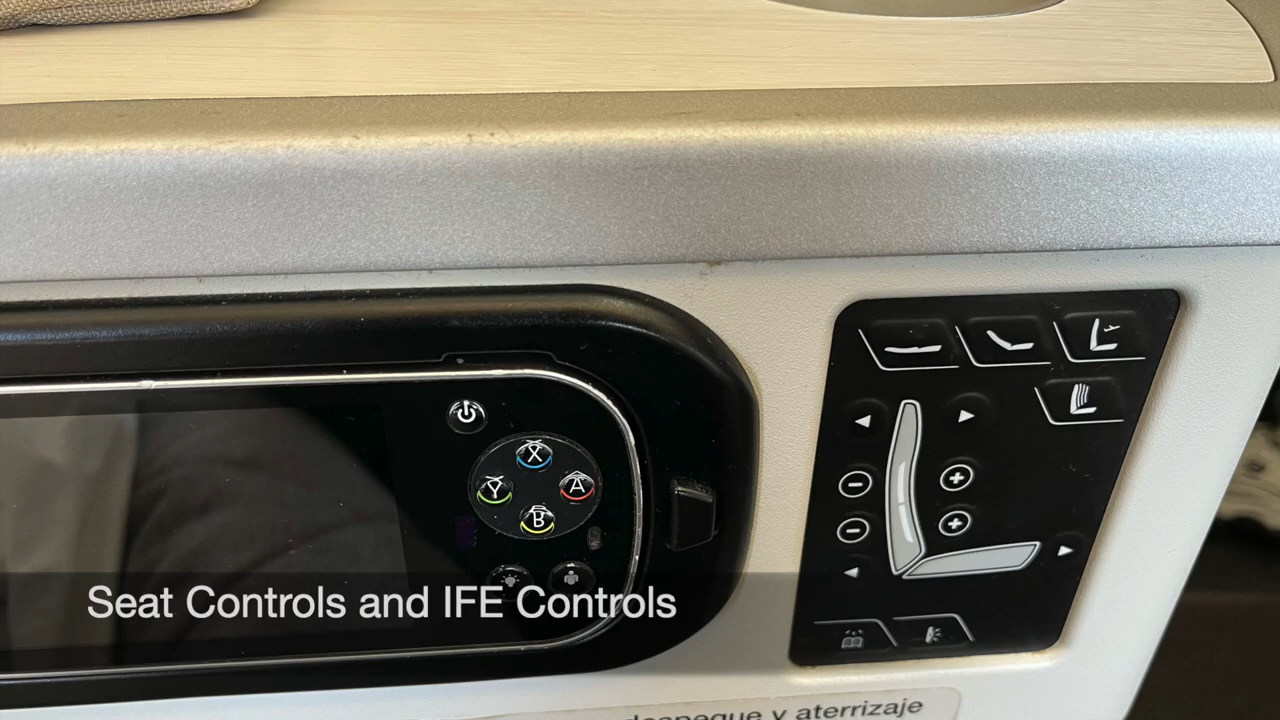 X
Y A
B
Seat Controls and IFE Controls
despegue y aterrizaje